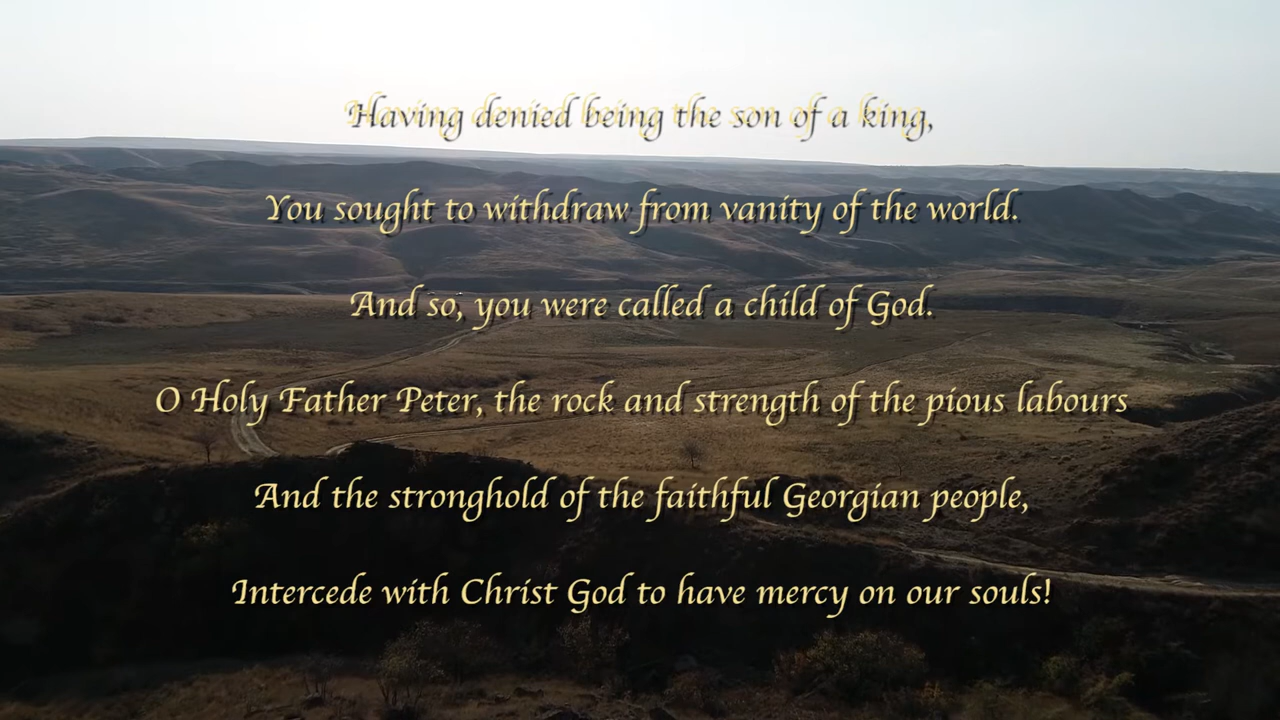 Having denied being the son of a king,
You sought to withdraw from vanity of the world.
And so, you were called a child of God.
O Holy Father Peter, the rock and strength of the pious labours
And the stronghold of the faithful Georgian people,
Intercede with Christ God to have mercy on our souls!